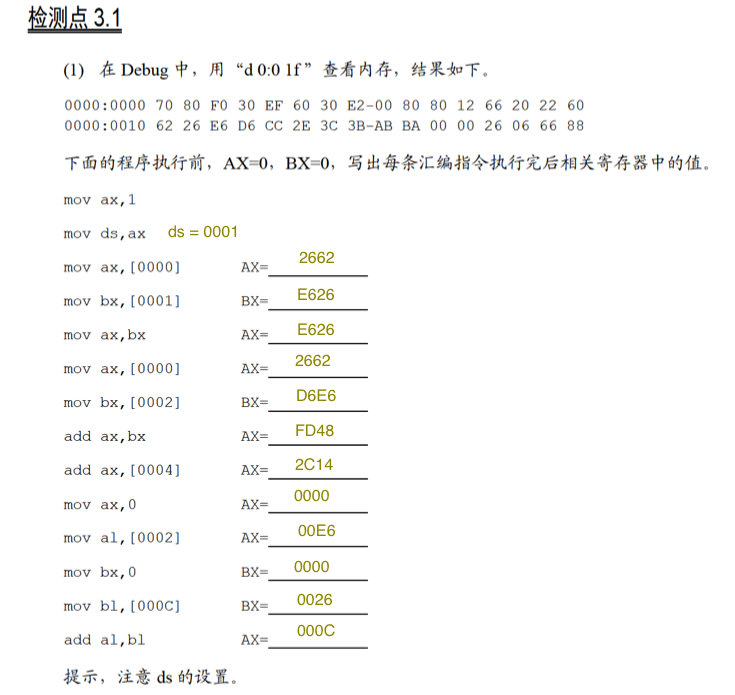 检测点 3.1
(1) 在 Debug 中，用“d 0:0 1f”查看内存，结果如下。
0000:0000 70 80 F0 30 EF 60 30 E2-00 80 80 12 66 20 22 60
0000:0010 62 26 E6 D6 CC 2E 3C 3B-AB BA 00 00 26 06 66 88
下面的程序执行前，AX=0，BX=0，写出每条汇编指令执行完后相关寄存器中的值。
mov ax,1
mov ds,ax ds = 0001
mov ax,[0000] AX= 2662
mov bx,[0001] BX= E626
mov ax,bx AX= E626
mov ax,[0000] AX= 2662
mov bx,[0002] BX= D6E6
add ax,bx AX= FD48
add ax,[0004] AX= 2C14
mov ax,0 AX= 0000
mov al,[0002] AX= 00E6
mov bx,0 BX= 0000
mov bl,[000C] BX= 0026
add al,bl AX= 000C
提示，注意 ds 的设置。